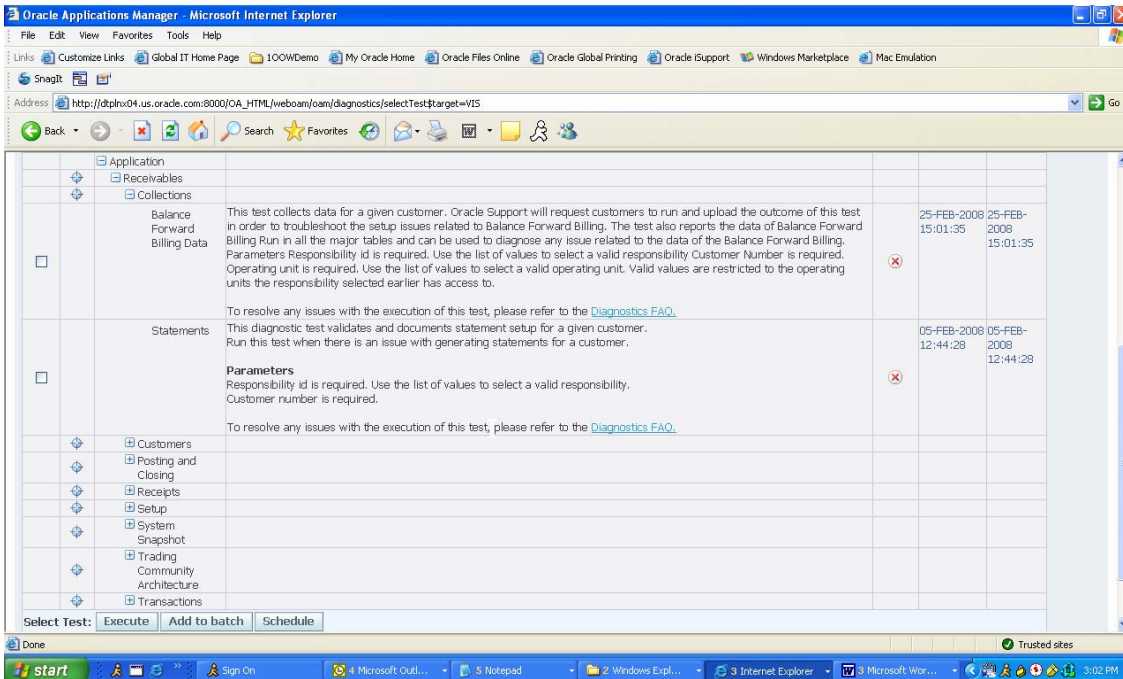 Oracle Applications Manager - Microsoft Internet Explorer
File Edit View Favorites Tools Help
Links Customize Links Global IT Home Page 1OOWDemo My Oracle Home Oracle Files Online Oracle Global Printing Oracle iSupport Windows Marketplace Mac Emulation
SnagIt
Address http://dtplnx04.us.oracle.com:8000/OA_HTML/weboam/oam/diagnostics/selectTest$target=VIS Go
Back Search Favorites
Application
Receivables
Collections
Balance
Forward
Billing Data
This test collects data for a given customer. Oracle Support will request customers to run and upload the outcome of this test
in order to troubleshoot the setup issues related to Balance Forward Billing. The test also reports the data of Balance Forward
Billing Run in all the major tables and can be used to diagnose any issue related to the data of the Balance Forward Billing.
Parameters Responsibility id is required. Use the list of values to select a valid responsibility Customer Number is required.
Operating unit is required. Use the list of values to select a valid operating unit. Valid values are restricted to the operating
units the responsibility selected earlier has access to.
To resolve any issues with the execution of this test, please refer to the Diagnostics FAQ.
25-FEB-2008
15:01:35
25-FEB-
2008
15:01:35
Statements
This diagnostic test validates and documents statement setup for a given customer.
Run this test when there is an issue with generating statements for a customer.
Parameters
Responsibility id is required. Use the list of values to select a valid responsibility.
Customer number is required.
To resolve any issues with the execution of this test, please refer to the Diagnostics FAQ.
05-FEB-2008
12:44:28
05-FEB-
2008
12:44:28
Customers
Posting and
Closing
Receipts
Setup
System
Snapshot
Trading
Community
Architecture
Transactions
Select Test: Execute Add to batch Schedule
Done Trusted sites
start Sign On 4 Microsoft Outl... 5 Notepad 2 Windows Expl... 3 Internet Explorer 3 Microsoft Wor... 3:02 PM